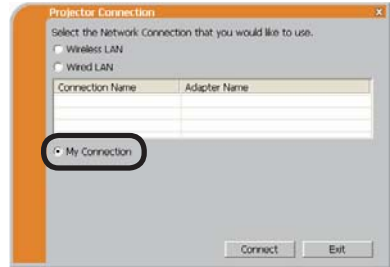 Projector Connection
Select the Network Connection that you would like to use.
Wireless LAN
Wired LAN
Connection Name Adapter Name
My Connection
Connect Exit